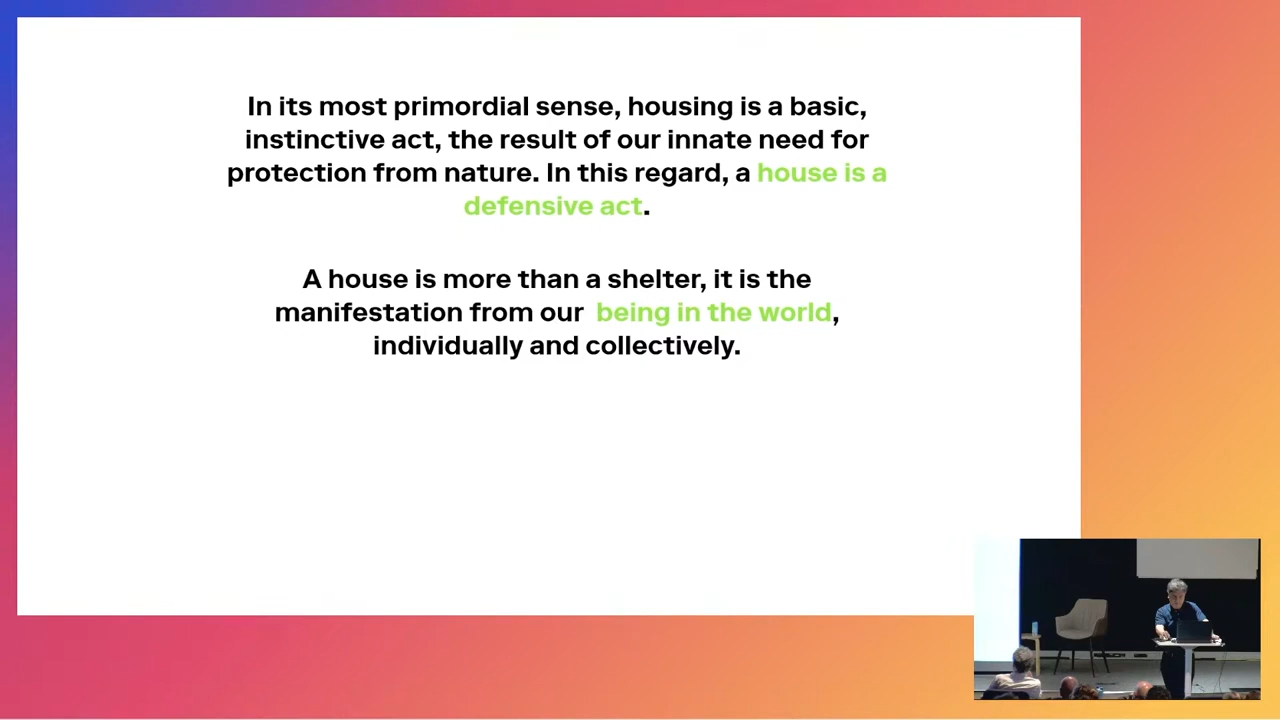 In its most primordial sense, housing is a basic,
instinctive act, the result of our innate need for
protection from nature. In this regard, a house is a
defensive act.
A house is more than a shelter, it is the
manifestation from our  being in the world,
individually and collectively.